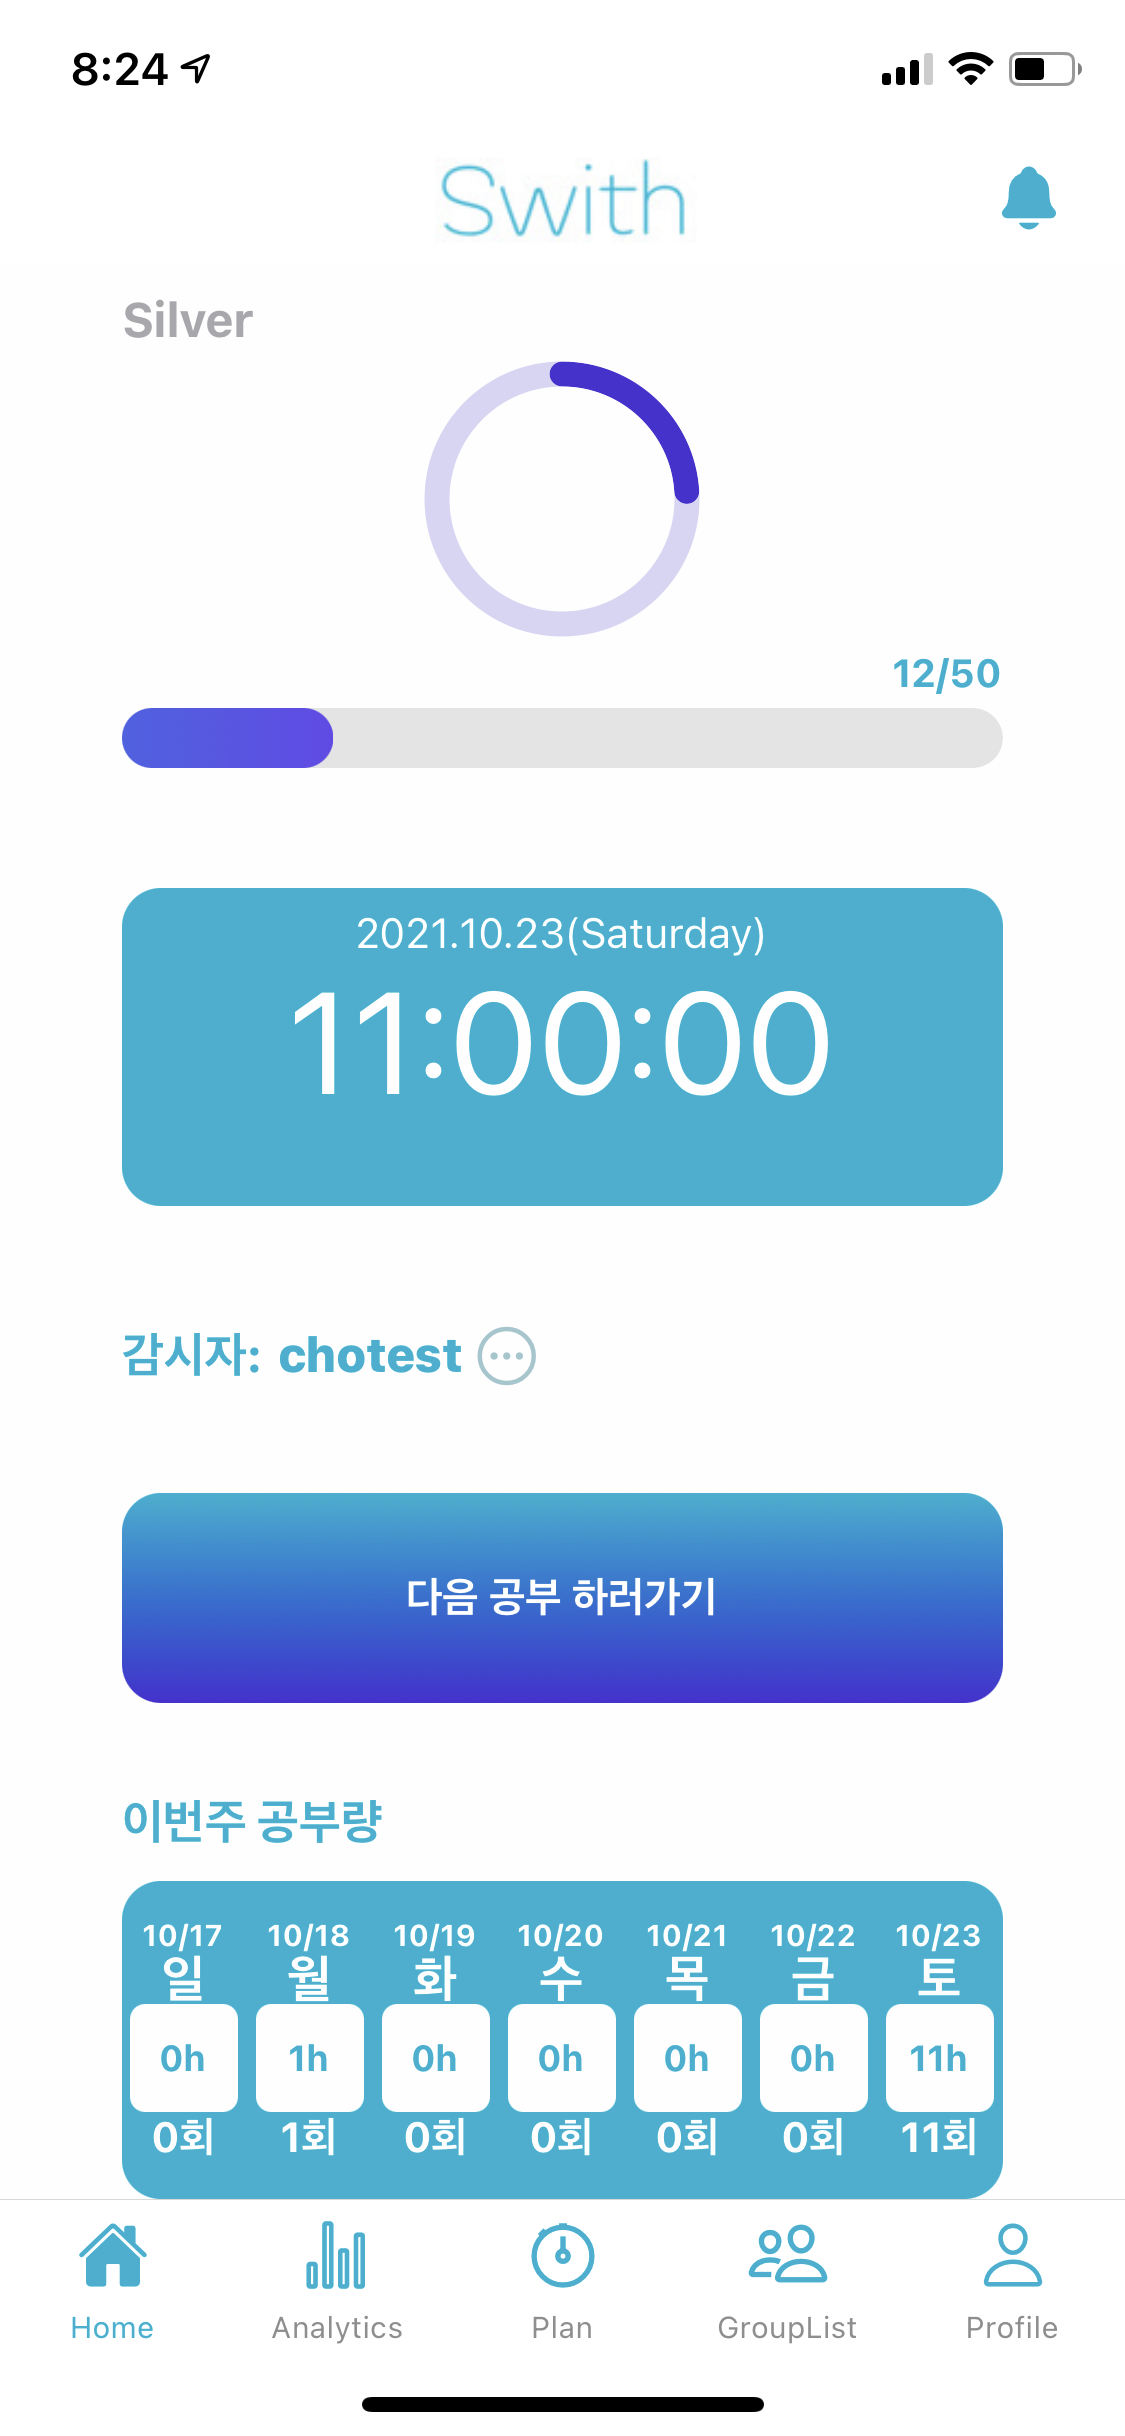 8:24
Swith
Silver
12/50
2021.10.23(Saturday)
11:00:00
감시자: chotest
다음 공부 하러가기
이번주 공부량
10/17 10/18 10/19 10/20 10/21 10/22 10/23
일 월 화 수 목 금 토
0h 1h 0h 0h 0h 0h 11h
0회 1회 0회 0회 0회 0회 11회
Home Analytics Plan GroupList Profile